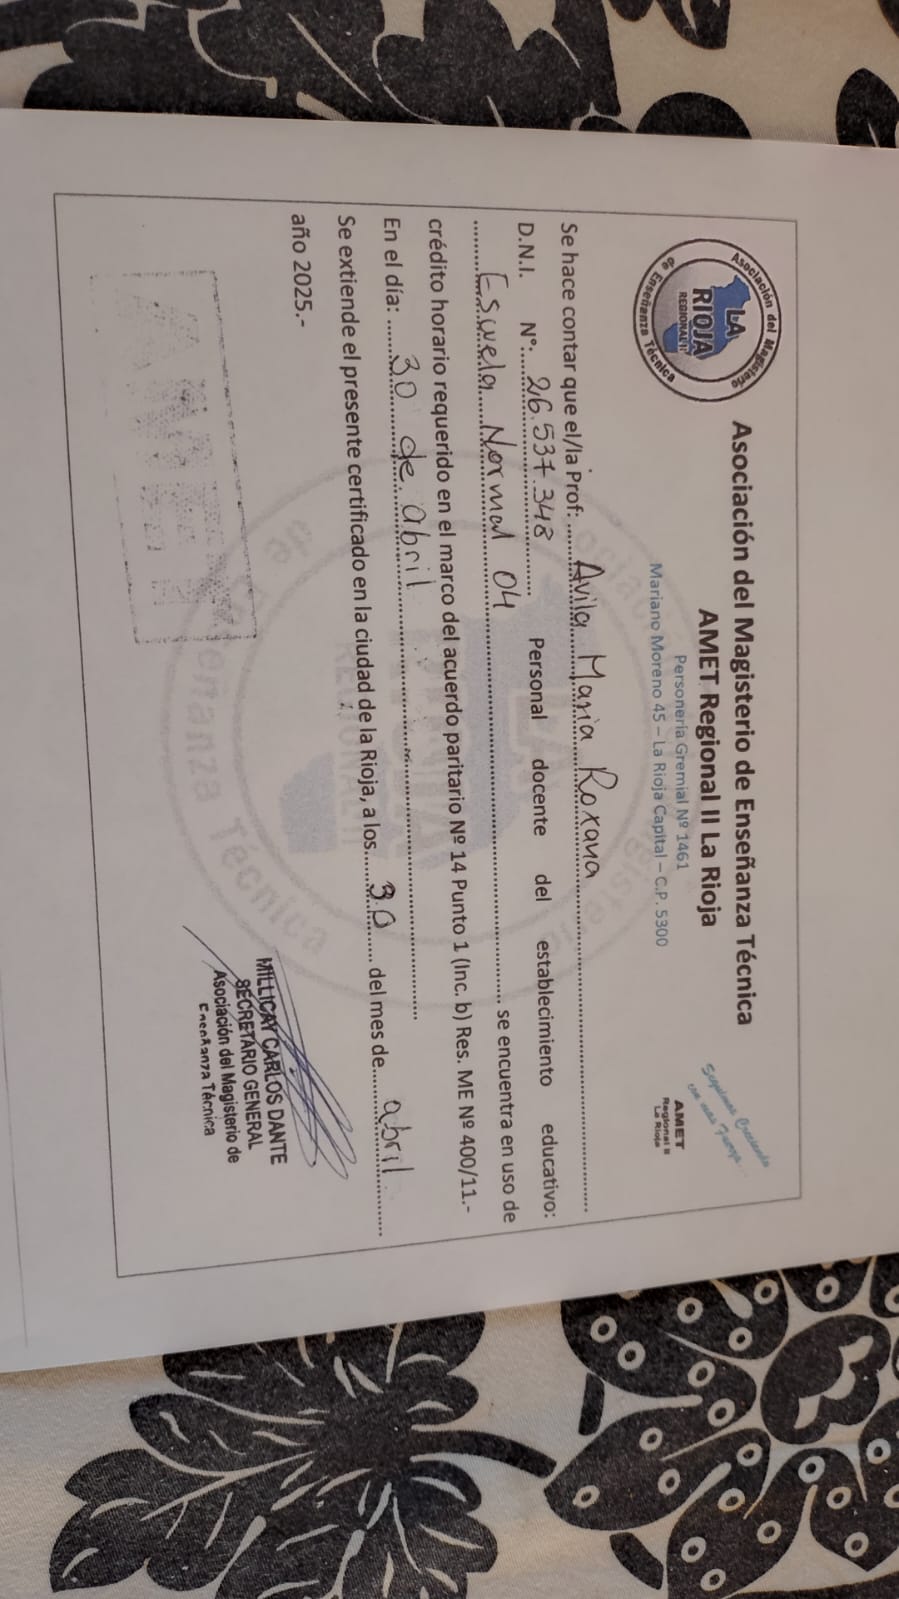 Asociación del Magisterio de Enseñanza Técnica
LA
RIOJA
REGIONAL II
Asociación del Magisterio de Enseñanza Técnica
AMET Regional II La Rioja
Personería Gremial Nº 1461
Mariano Moreno 45 – La Rioja Capital – C.P. 5300
Seguimos Creciendo
con más Fuerza...
AMET
Regional II
La Rioja
Se hace contar que el/la Prof: Avila Maria Roxana
D.N.I. N°: 26.537.348 Personal docente del establecimiento educativo:
Escuela Normal 04 se encuentra en uso de
crédito horario requerido en el marco del acuerdo paritario Nº 14 Punto 1 (Inc. b) Res. ME Nº 400/11.-
En el día: 30 de abril
Se extiende el presente certificado en la ciudad de la Rioja, a los 30 del mes de abril
año 2025.-
MILLICAY CARLOS DANTE
SECRETARIO GENERAL
Asociación del Magisterio de
Enseñanza Técnica